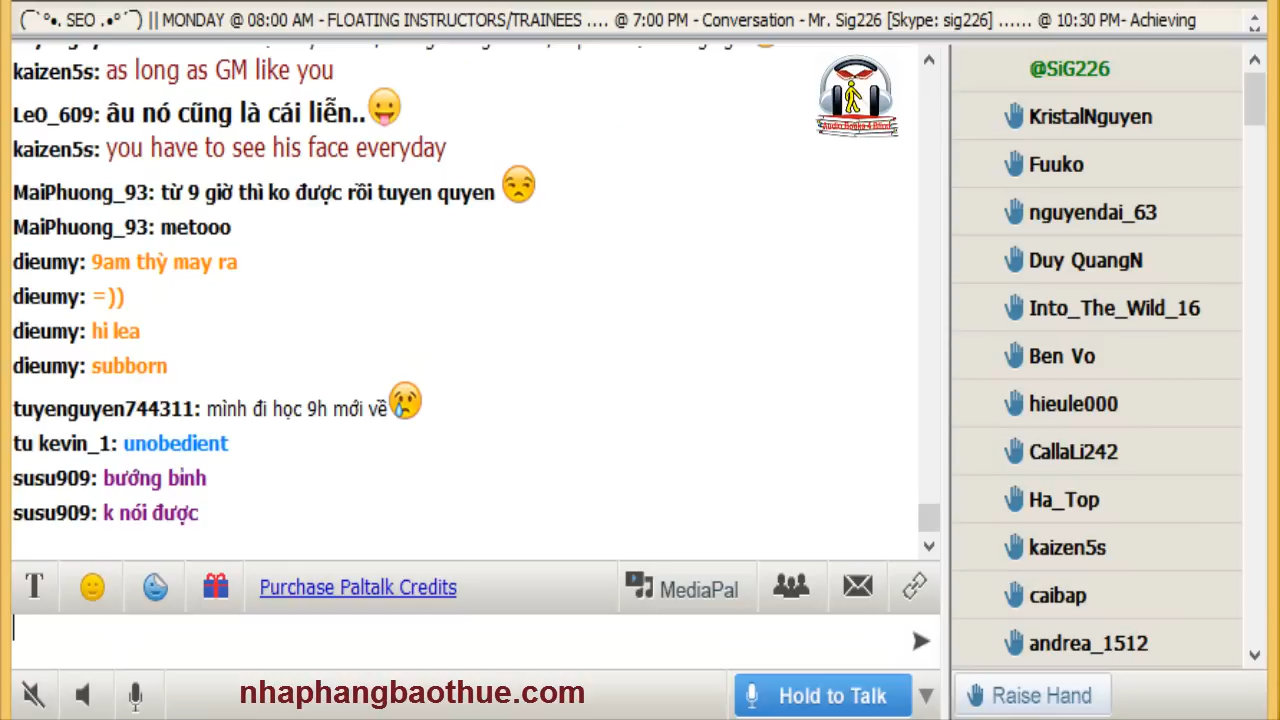 (¯`°•. SEO .•°´¯) || MONDAY @ 08:00 AM - FLOATING INSTRUCTORS/TRAINEES .... @ 7:00 PM - Conversation - Mr. Sig226 [Skype: sig226] ...... @ 10:30 PM- Achieving
kaizen5s: as long as GM like you
LeO_609: âu nó cũng là cái liễn..
kaizen5s: you have to see his face everyday
MaiPhuong_93: từ 9 giờ thì ko được rồi tuyen quyen
MaiPhuong_93: metooo
dieumy: 9am thỳ may ra
dieumy: =))
dieumy: hi lea
dieumy: subborn
tuyenguyen744311: mình đi học 9h mới về
tu kevin_1: unobedient
susu909: bướng bỉnh
susu909: k nói được
T
Purchase Paltalk Credits
MediaPal
nhaphangbaothue.com
Hold to Talk
@SiG226
KristalNguyen
Fuuko
nguyendai_63
Duy QuangN
Into_The_Wild_16
Ben Vo
hieule000
CallaLi242
Ha_Top
kaizen5s
caibap
andrea_1512
Raise Hand